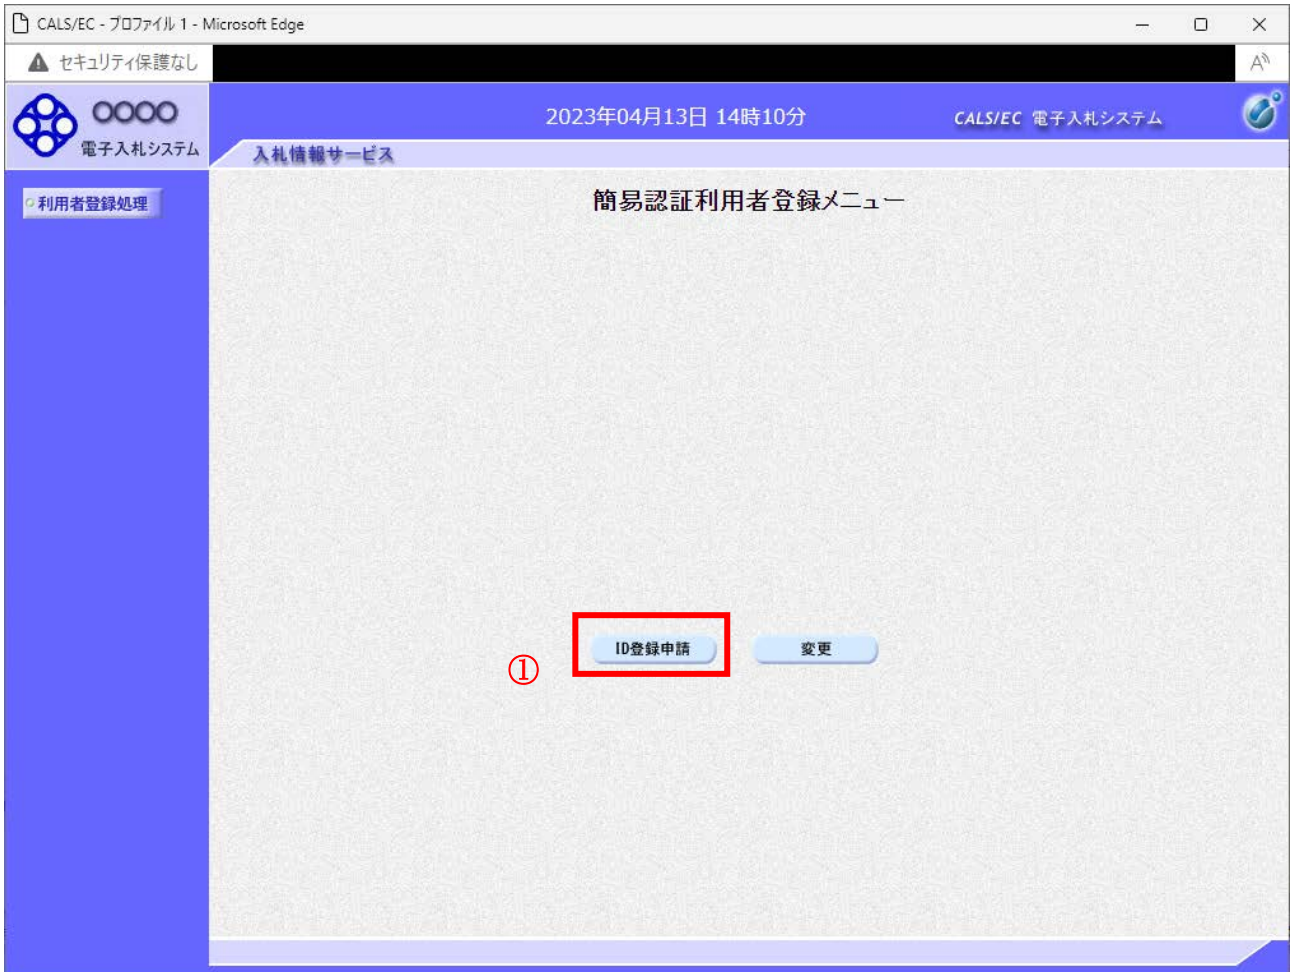 CALS/EC - プロファイル 1 - Microsoft Edge
セキュリティ保護なし
〇〇〇〇
電子入札システム
2023年04月13日 14時10分
CALS/EC 電子入札システム
入札情報サービス
利用者登録処理
簡易認証利用者登録メニュー
①
ID登録申請
変更